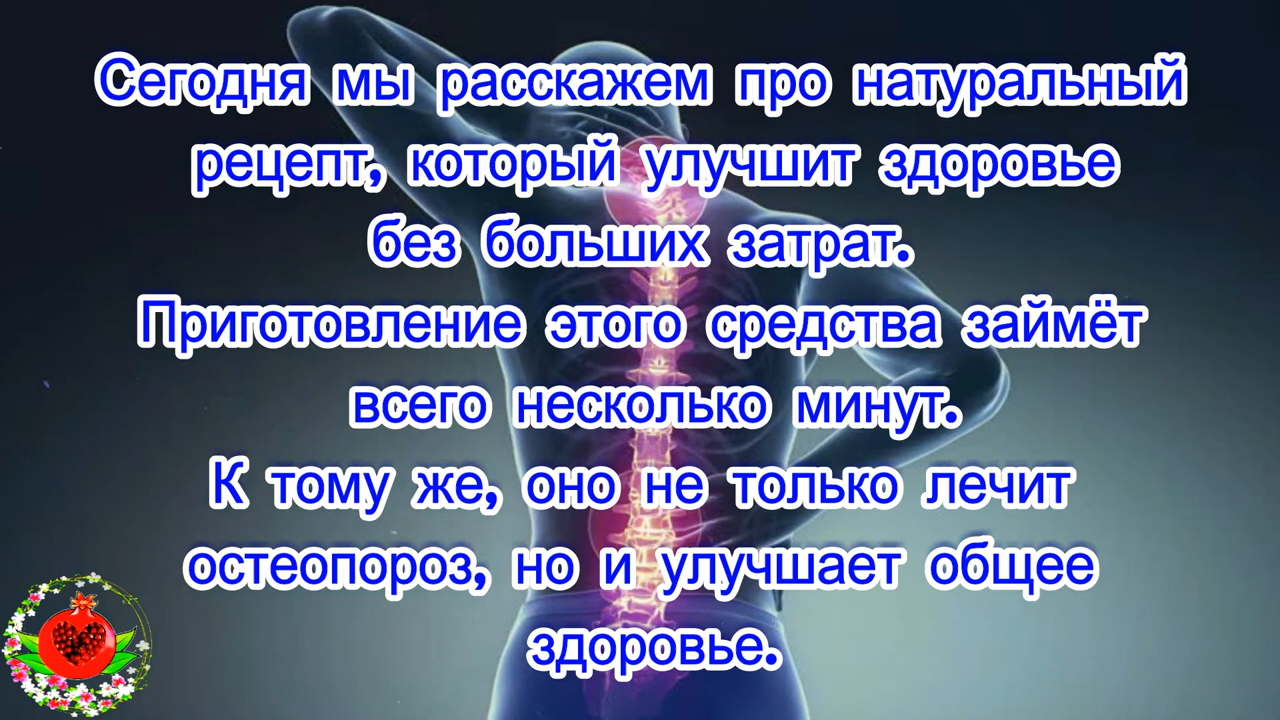 Сегодня мы расскажем про натуральный
рецепт, который улучшит здоровье
без больших затрат.
Приготовление этого средства займёт
всего несколько минут.
К тому же, оно не только лечит
остеопороз, но и улучшает общее
здоровье.